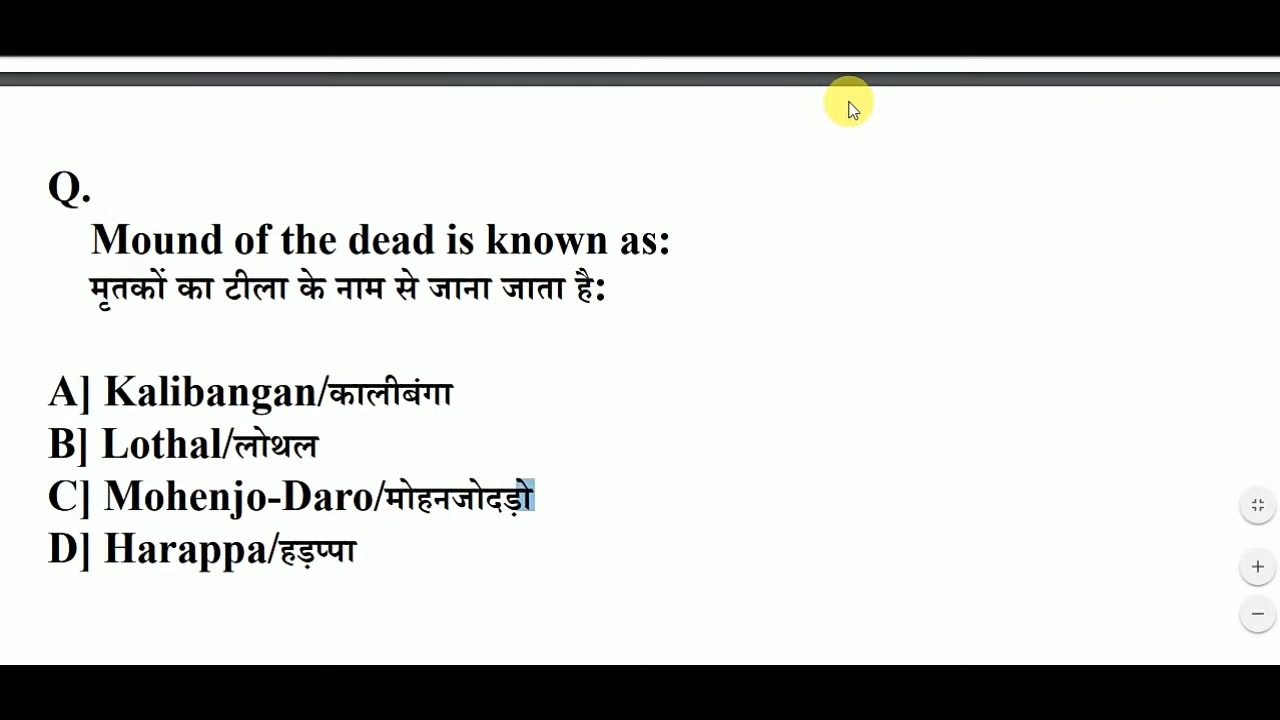 Q.
Mound of the dead is known as:
मृतकों का टीला के नाम से जाना जाता है:
A] Kalibangan/कालीबंगा
B] Lothal/लोथल
C] Mohenjo-Daro/मोहनजोदड़ो
D] Harappa/हड़प्पा